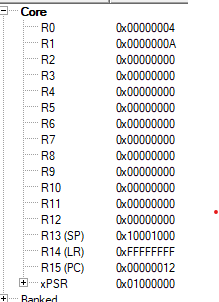 Core
R0 0x00000004
R1 0x0000000A
R2 0x00000000
R3 0x00000000
R4 0x00000000
R5 0x00000000
R6 0x00000000
R7 0x00000000
R8 0x00000000
R9 0x00000000
R10 0x00000000
R11 0x00000000
R12 0x00000000
R13 (SP) 0x10001000
R14 (LR) 0xFFFFFFFF
R15 (PC) 0x00000012
xPSR 0x01000000
Banked